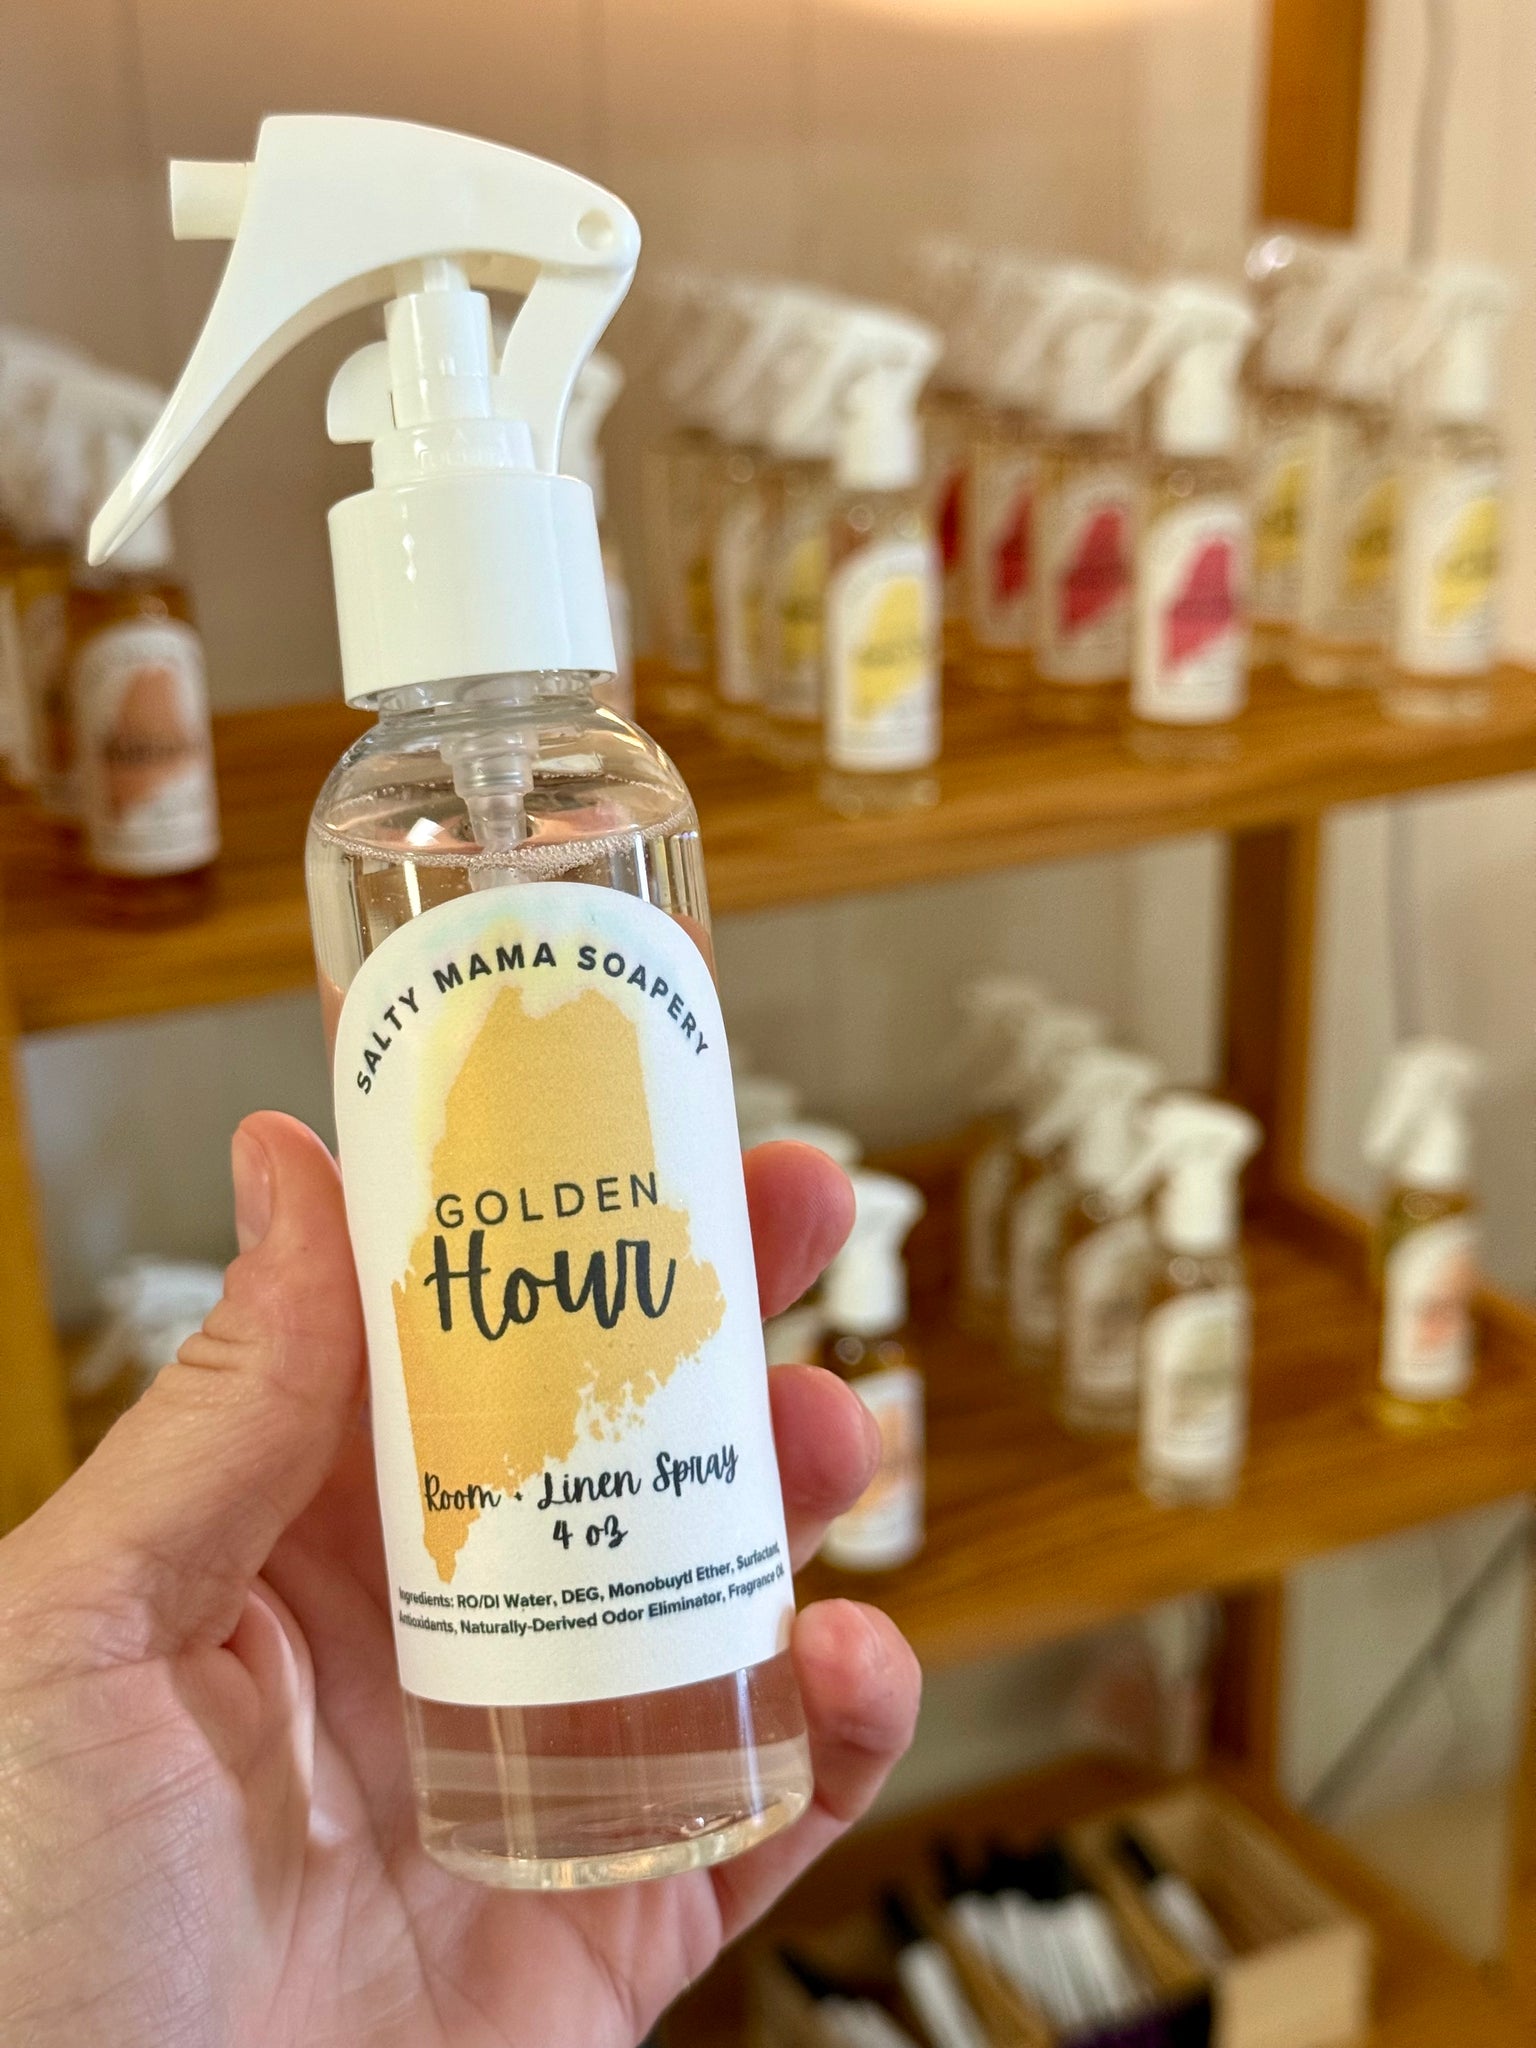 SALTY MAMA SOAPERY
GOLDEN
Hour
Room + Linen Spray
4 oz
Ingredients: RO/DI Water, DEG, Monobuytl Ether, Surfactant,
Antioxidants, Naturally-Derived Odor Eliminator, Fragrance Oil